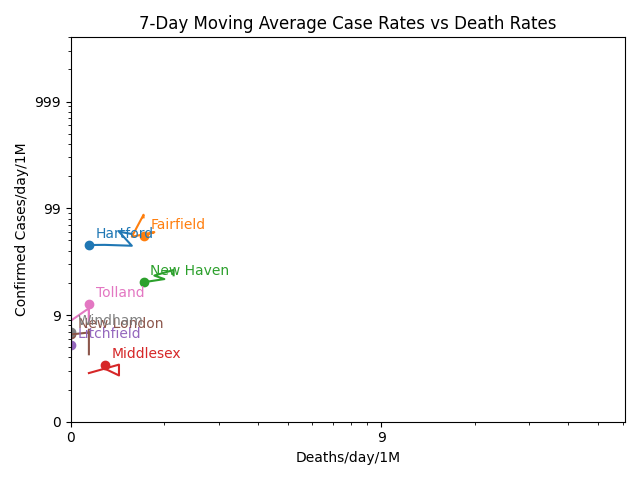 7-Day Moving Average Case Rates vs Death Rates
Confirmed Cases/day/1M
999
99
9
0
Hartford
Fairfield
New Haven
Tolland
Windham
New London
Litchfield
Middlesex
0
9
Deaths/day/1M